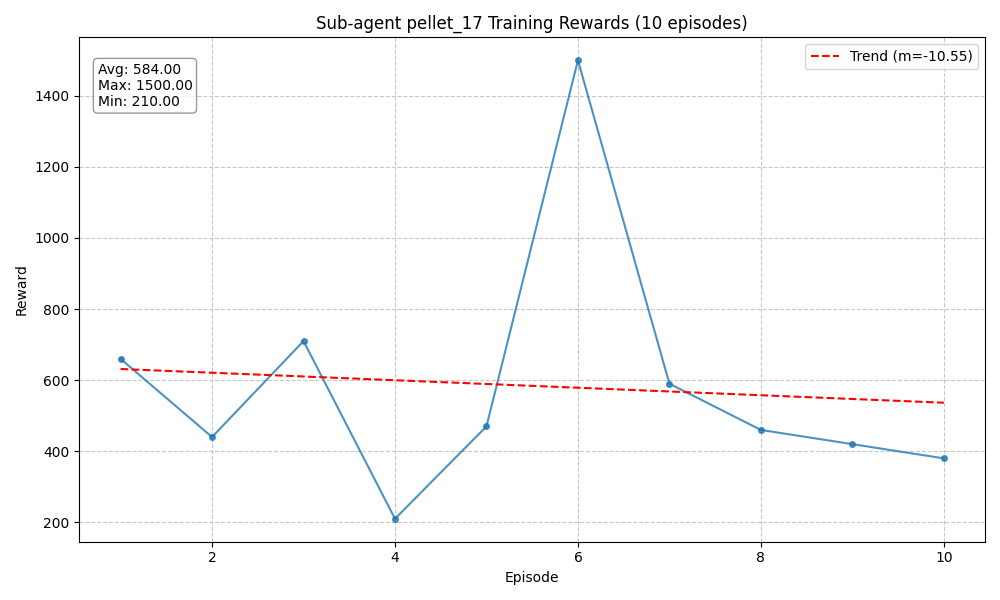 Sub-agent pellet_17 Training Rewards (10 episodes)
Avg: 584.00
Max: 1500.00
Min: 210.00
Trend (m=-10.55)
1400
1200
1000
800
600
400
200
Reward
2
4
6
8
10
Episode